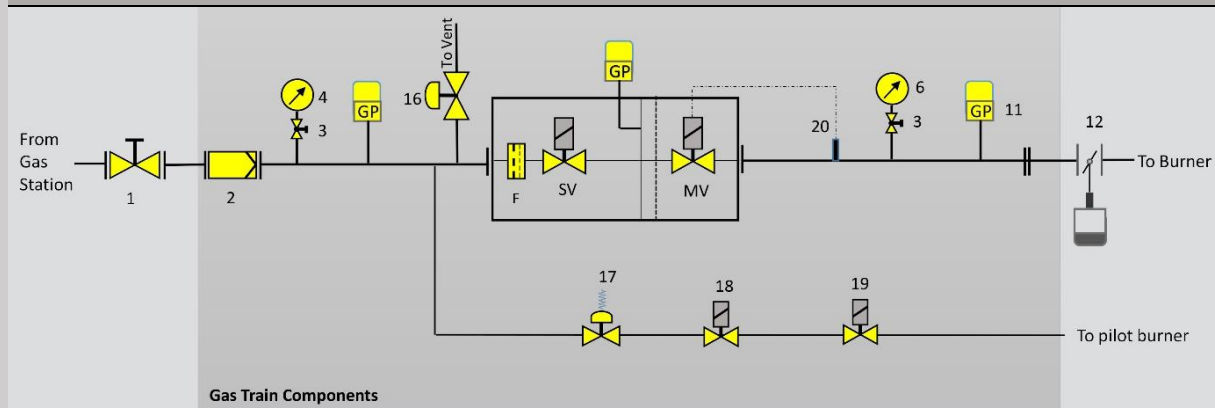 To Vent
GP
4
GP
16
6
GP
11
3
3
20
12
From
Gas
Station
To Burner
1
2
F
SV
MV
17
18
19
To pilot burner
Gas Train Components